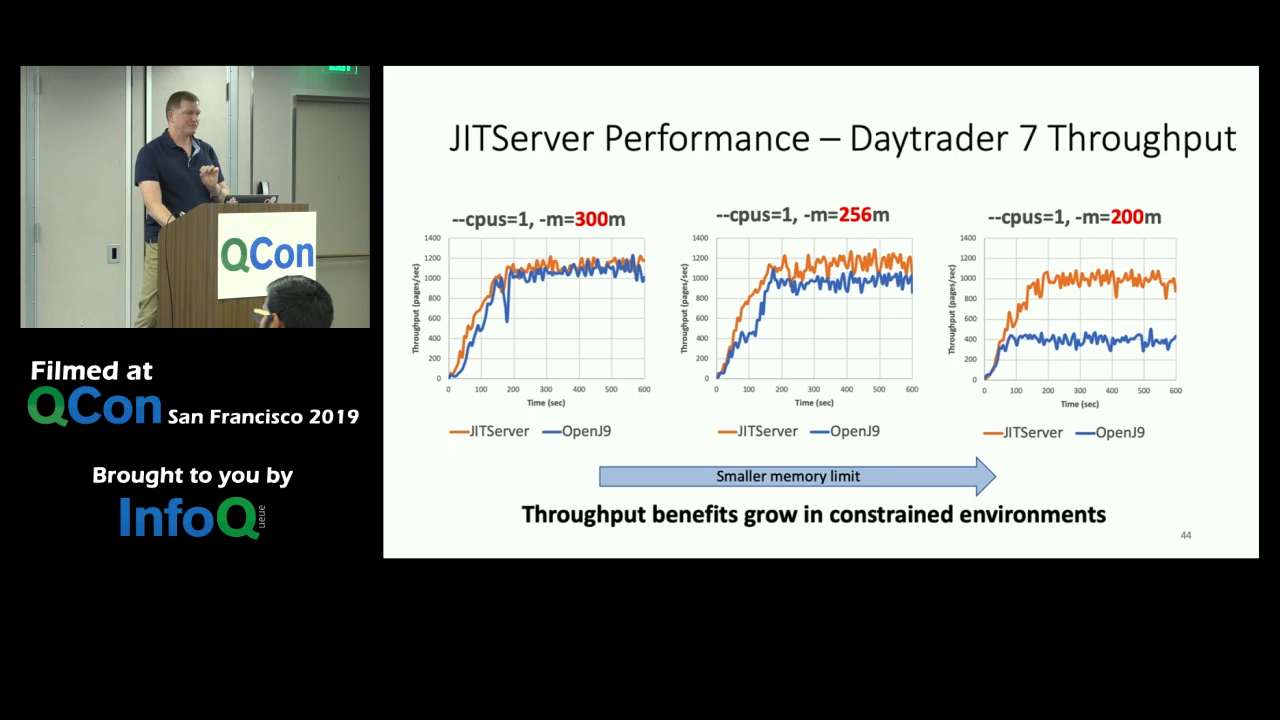 QCon
Filmed at
QCon San Francisco 2019
Brought to you by
InfoQ
ueue
JITServer Performance – Daytrader 7 Throughput
--cpus=1, -m=300m
1400
1200
1000
800
600
400
200
0
Throughput (pages/sec)
0 100 200 300 400 500 600
Time (sec)
JITServer OpenJ9
--cpus=1, -m=256m
1400
1200
1000
800
600
400
200
0
Throughput (pages/sec)
0 100 200 300 400 500 600
Time (sec)
JITServer OpenJ9
--cpus=1, -m=200m
1400
1200
1000
800
600
400
200
0
Throughput (pages/sec)
0 100 200 300 400 500 600
Time (sec)
JITServer OpenJ9
Smaller memory limit
Throughput benefits grow in constrained environments
44